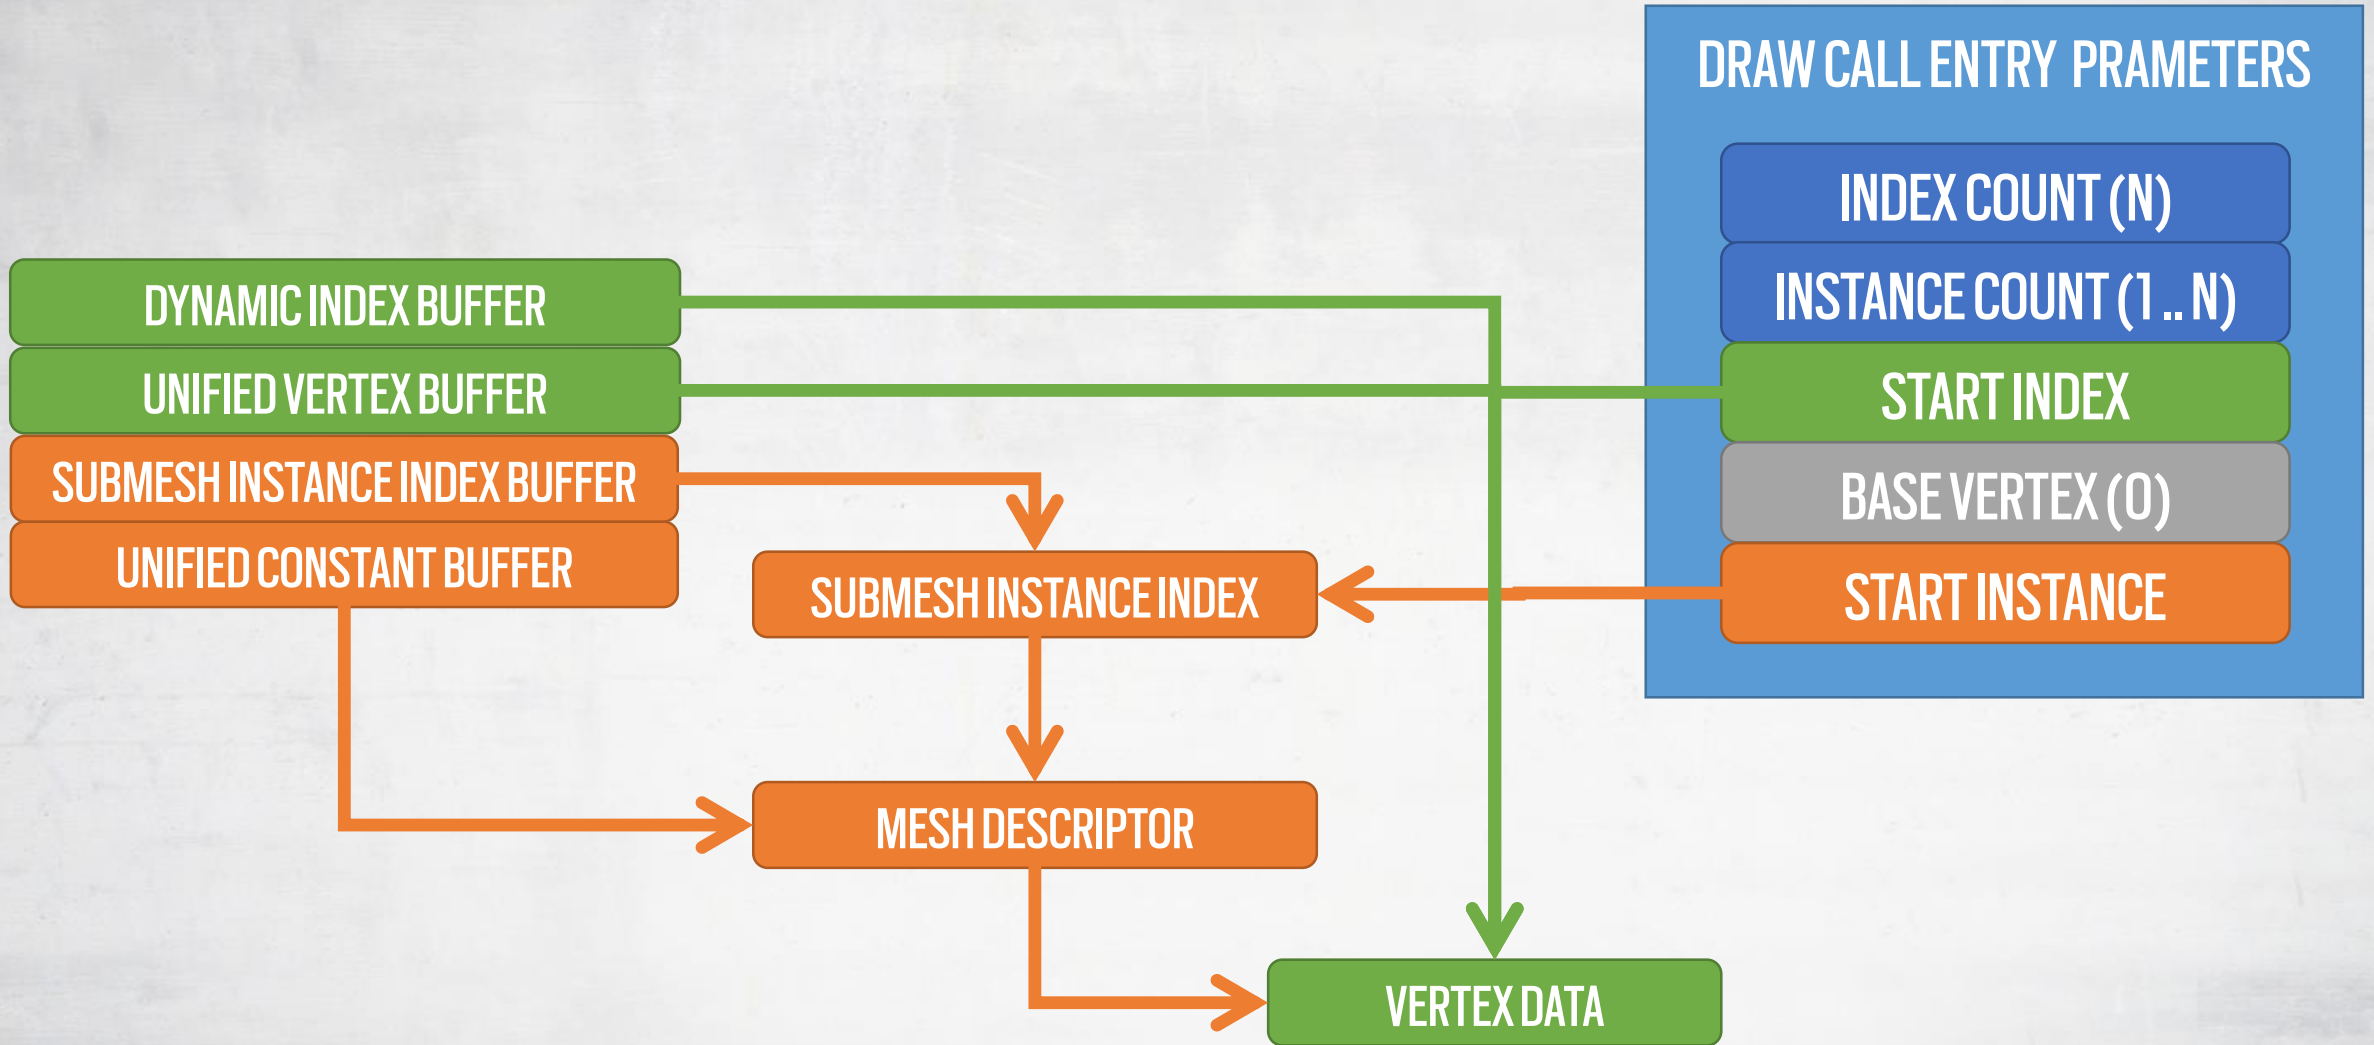 DRAW CALL ENTRY PRAMETERS
INDEX COUNT (N)
INSTANCE COUNT (1 .. N)
START INDEX
BASE VERTEX (0)
START INSTANCE
DYNAMIC INDEX BUFFER
UNIFIED VERTEX BUFFER
SUBMESH INSTANCE INDEX BUFFER
UNIFIED CONSTANT BUFFER
SUBMESH INSTANCE INDEX
MESH DESCRIPTOR
VERTEX DATA